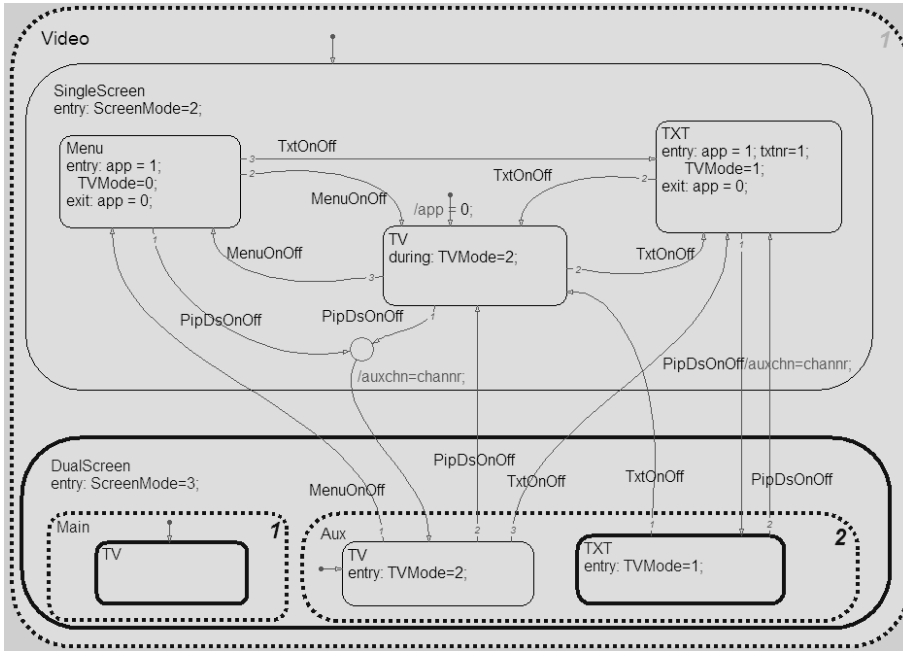 Video
1
SingleScreen
entry: ScreenMode=2;
Menu
entry: app = 1;
TVMode=0;
exit: app = 0;
3
TxtOnOff
2
MenuOnOff
TXT
entry: app = 1; txtnr=1;
TVMode=1;
exit: app = 0;
2
TxtOnOff
/app = 0;
TV
during: TVMode=2;
1
MenuOnOff
3
2
TxtOnOff
1
PipDsOnOff
PipDsOnOff
1
/auxchn=channr;
PipDsOnOff/auxchn=channr;
DualScreen
entry: ScreenMode=3;
MenuOnOff
PipDsOnOff
TxtOnOff
TxtOnOff
PipDsOnOff
Main
1
TV
Aux
2
1
2
3
1
2
TV
entry: TVMode=2;
TXT
entry: TVMode=1;